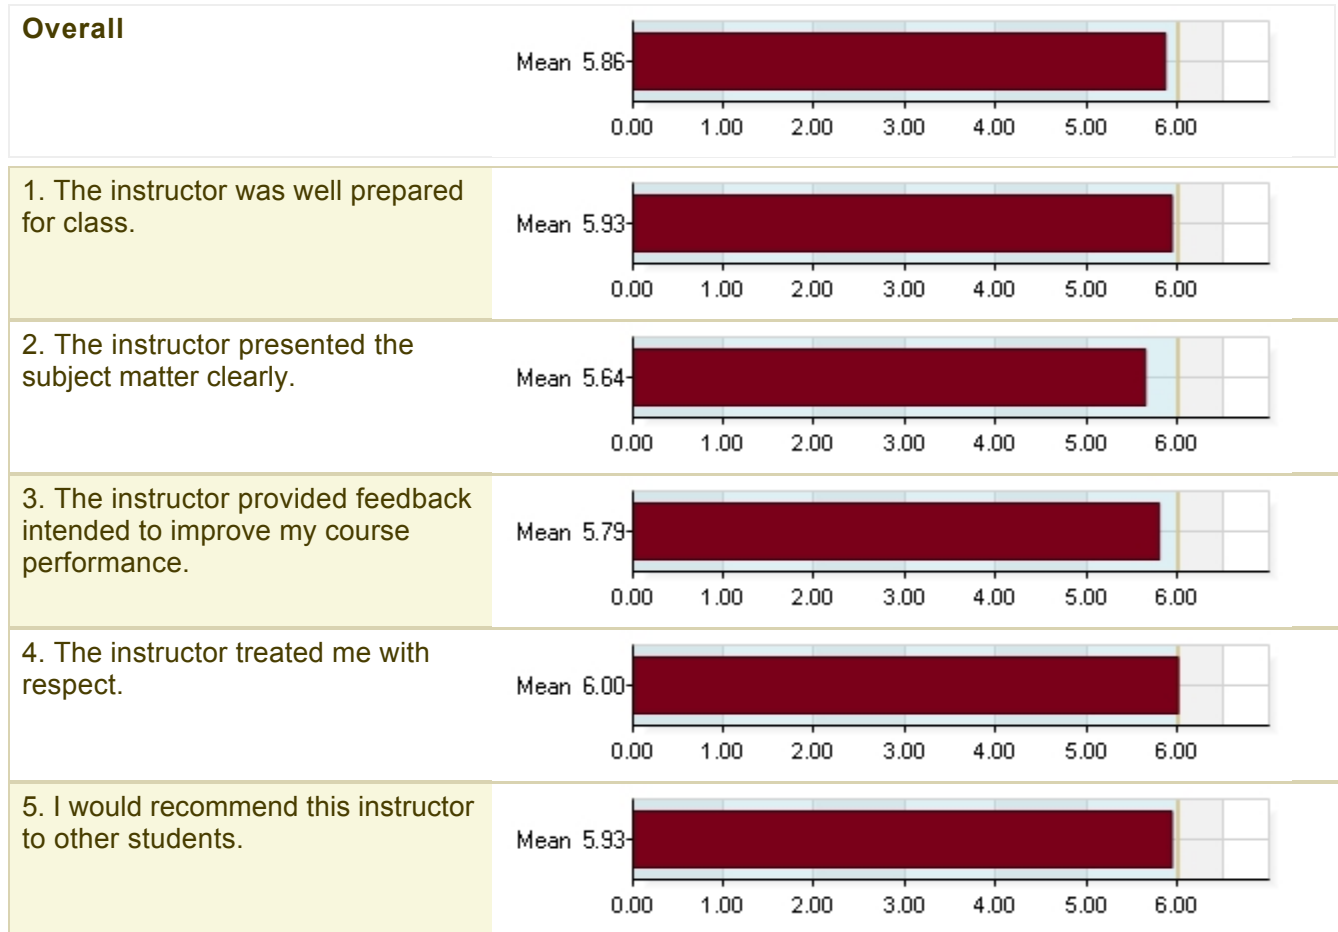 Overall
Mean 5.86
0.00 1.00 2.00 3.00 4.00 5.00 6.00
1. The instructor was well prepared
for class.
Mean 5.93
0.00 1.00 2.00 3.00 4.00 5.00 6.00
2. The instructor presented the
subject matter clearly.
Mean 5.64
0.00 1.00 2.00 3.00 4.00 5.00 6.00
3. The instructor provided feedback
intended to improve my course
performance.
Mean 5.79
0.00 1.00 2.00 3.00 4.00 5.00 6.00
4. The instructor treated me with
respect.
Mean 6.00
0.00 1.00 2.00 3.00 4.00 5.00 6.00
5. I would recommend this instructor
to other students.
Mean 5.93
0.00 1.00 2.00 3.00 4.00 5.00 6.00